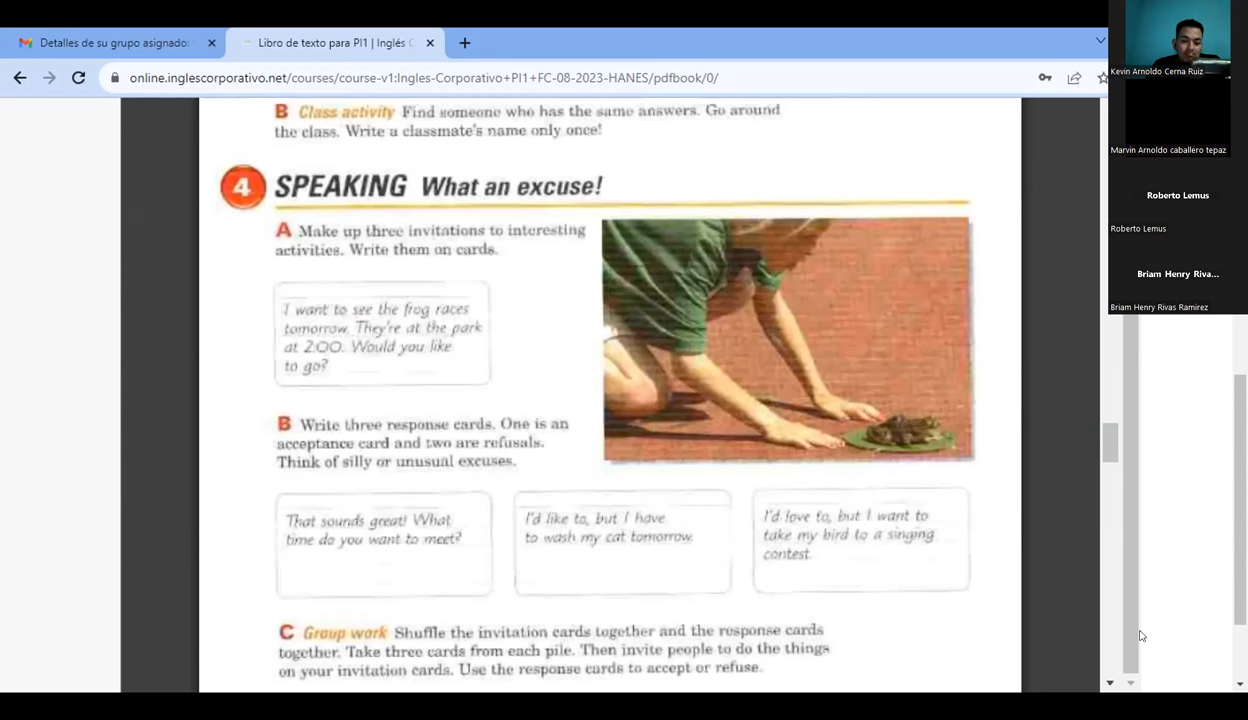 Detalles de su grupo asignado:
Libro de texto para PI1 | Inglés C
online.inglescorporativo.net/courses/course-v1:Ingles-Corporativo+PI1+FC-08-2023-HANES/pdfbook/0/
B Class activity Find someone who has the same answers. Go around
the class. Write a classmate's name only once!
4 SPEAKING What an excuse!
A Make up three invitations to interesting
activities. Write them on cards.
I want to see the frog races
tomorrow. They're at the park
at 2:00. Would you like
to go?
B Write three response cards. One is an
acceptance card and two are refusals.
Think of silly or unusual excuses.
That sounds great! What
time do you want to meet?
I'd like to, but I have
to wash my cat tomorrow.
I'd love to, but I want to
take my bird to a singing
contest.
C Group work Shuffle the invitation cards together and the response cards
together. Take three cards from each pile. Then invite people to do the things
on your invitation cards. Use the response cards to accept or refuse.
Kevin Arnoldo Cerna Ruiz
Marvin Arnoldo caballero tepaz
Roberto Lemus
Roberto Lemus
Briam Henry Riva...
Briam Henry Rivas Ramirez